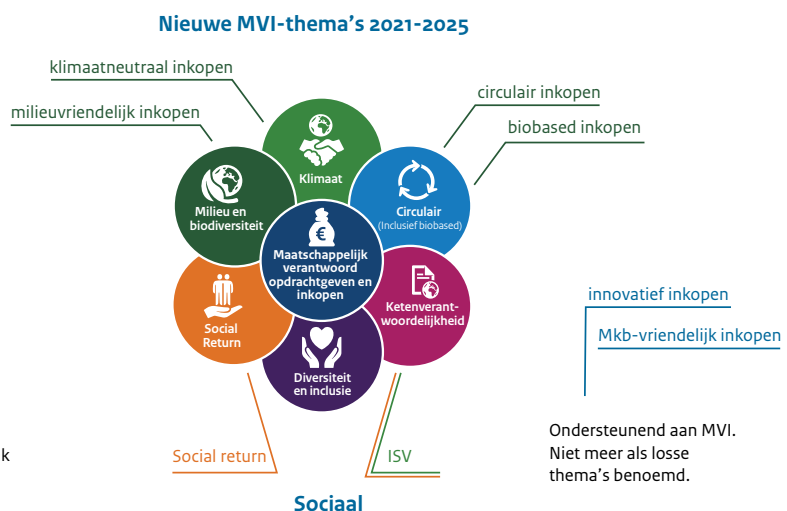 Nieuwe MVI-thema's 2021-2025
klimaatneutraal inkopen
milieuvriendelijk inkopen
circulair inkopen
biobased inkopen
Klimaat
Milieu en
biodiversiteit
Circulair
(Inclusief biobased)
€
Maatschappelijk
verantwoord
opdrachtgeven en
inkopen
Social
Return
Ketenverant-
woordelijkheid
Diversiteit
en inclusie
innovatief inkopen
Mkb-vriendelijk inkopen
Ondersteunend aan MVI.
Niet meer als losse
thema's benoemd.
k
Social return
ISV
Sociaal